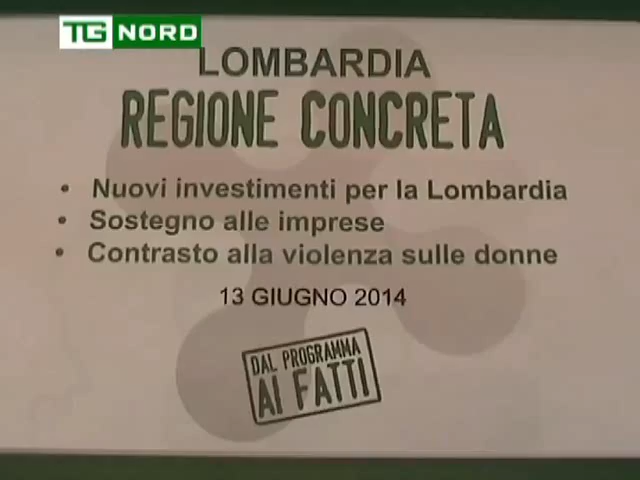 TG NORD
LOMBARDIA
REGIONE CONCRETA
• Nuovi investimenti per la Lombardia
• Sostegno alle imprese
• Contrasto alla violenza sulle donne
13 GIUGNO 2014
DAL PROGRAMMA
AI FATTI